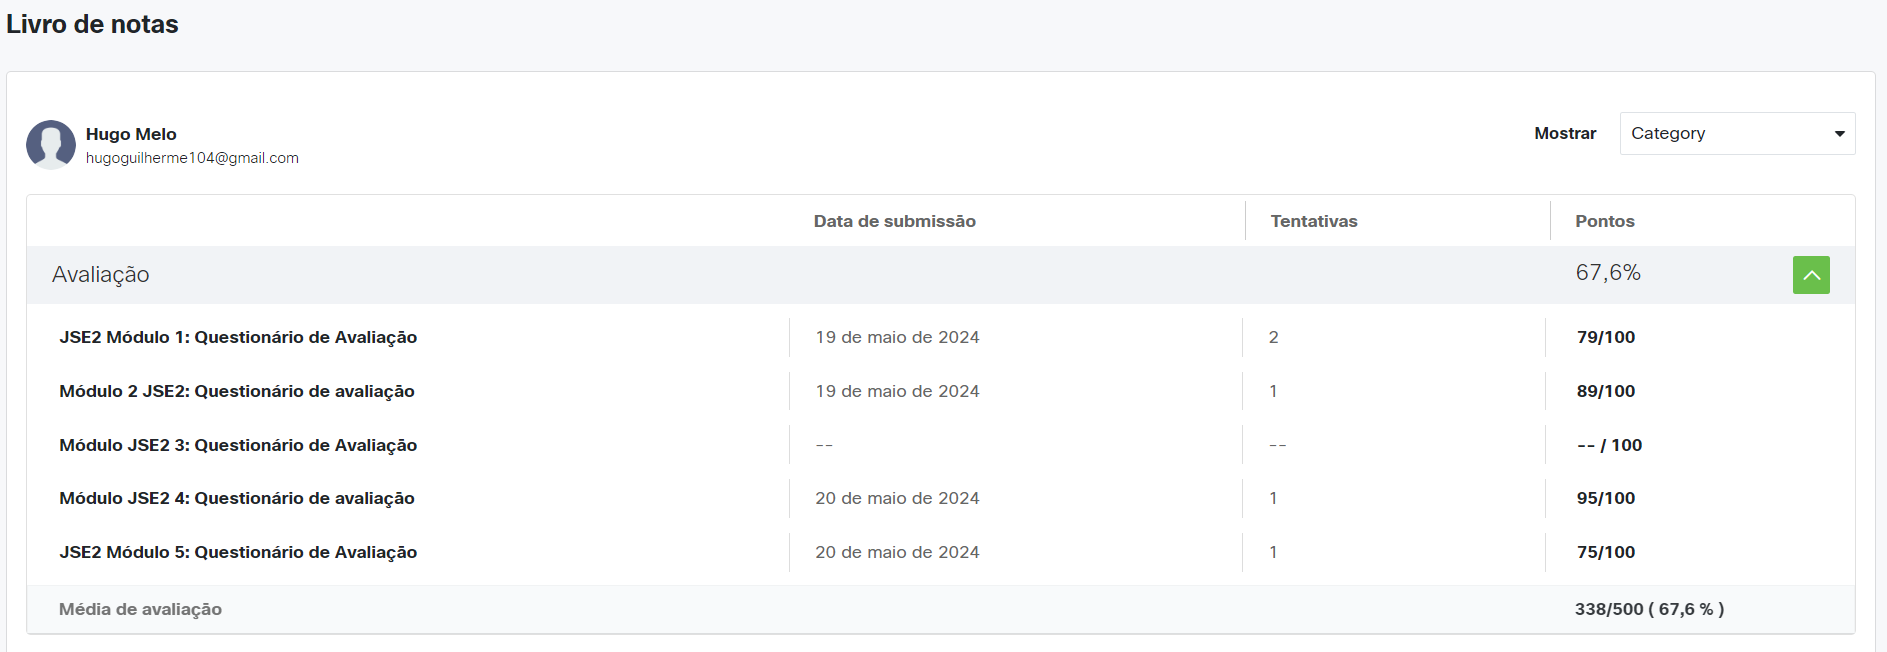 Livro de notas
Hugo Melo
hugoguilherme104@gmail.com
Mostrar Category
Data de submissão Tentativas Pontos
Avaliação 67,6%
JSE2 Módulo 1: Questionário de Avaliação 19 de maio de 2024 2 79/100
Módulo 2 JSE2: Questionário de avaliação 19 de maio de 2024 1 89/100
Módulo JSE2 3: Questionário de Avaliação -- -- -- / 100
Módulo JSE2 4: Questionário de avaliação 20 de maio de 2024 1 95/100
JSE2 Módulo 5: Questionário de Avaliação 20 de maio de 2024 1 75/100
Média de avaliação 338/500 ( 67,6 % )